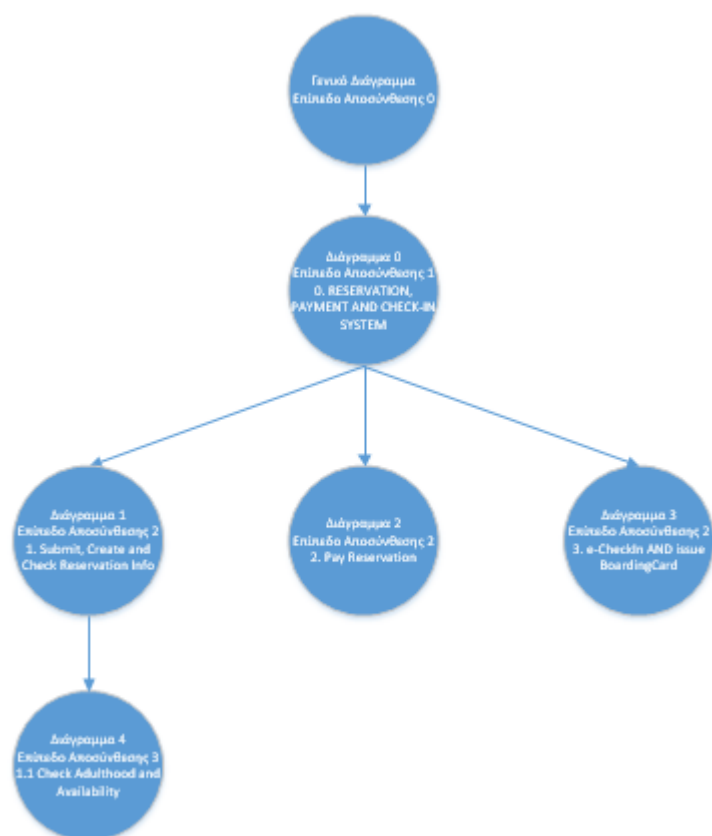 Γενικό Διάγραμμα
Επίπεδο Αποσύνθεσης 0
Διάγραμμα 0
Επίπεδο Αποσύνθεσης 1
0. RESERVATION,
PAYMENT AND CHECK-IN
SYSTEM
Διάγραμμα 1
Επίπεδο Αποσύνθεσης 2
1. Submit, Create and
Check Reservation Info
Διάγραμμα 2
Επίπεδο Αποσύνθεσης 2
2. Pay Reservation
Διάγραμμα 3
Επίπεδο Αποσύνθεσης 2
3. e-CheckIn AND issue
BoardingCard
Διάγραμμα 4
Επίπεδο Αποσύνθεσης 3
1.1 Check Adulthood and
Availability